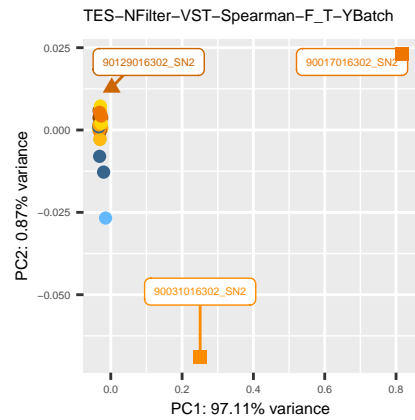 TES−NFilter−VST−Spearman−F_T−YBatch
0.025
90129016302_SN2
90017016302_SN2
0.000
−0.025
−0.050
90031016302_SN2
PC2: 0.87% variance
0.0
0.2
0.4
0.6
0.8
PC1: 97.11% variance